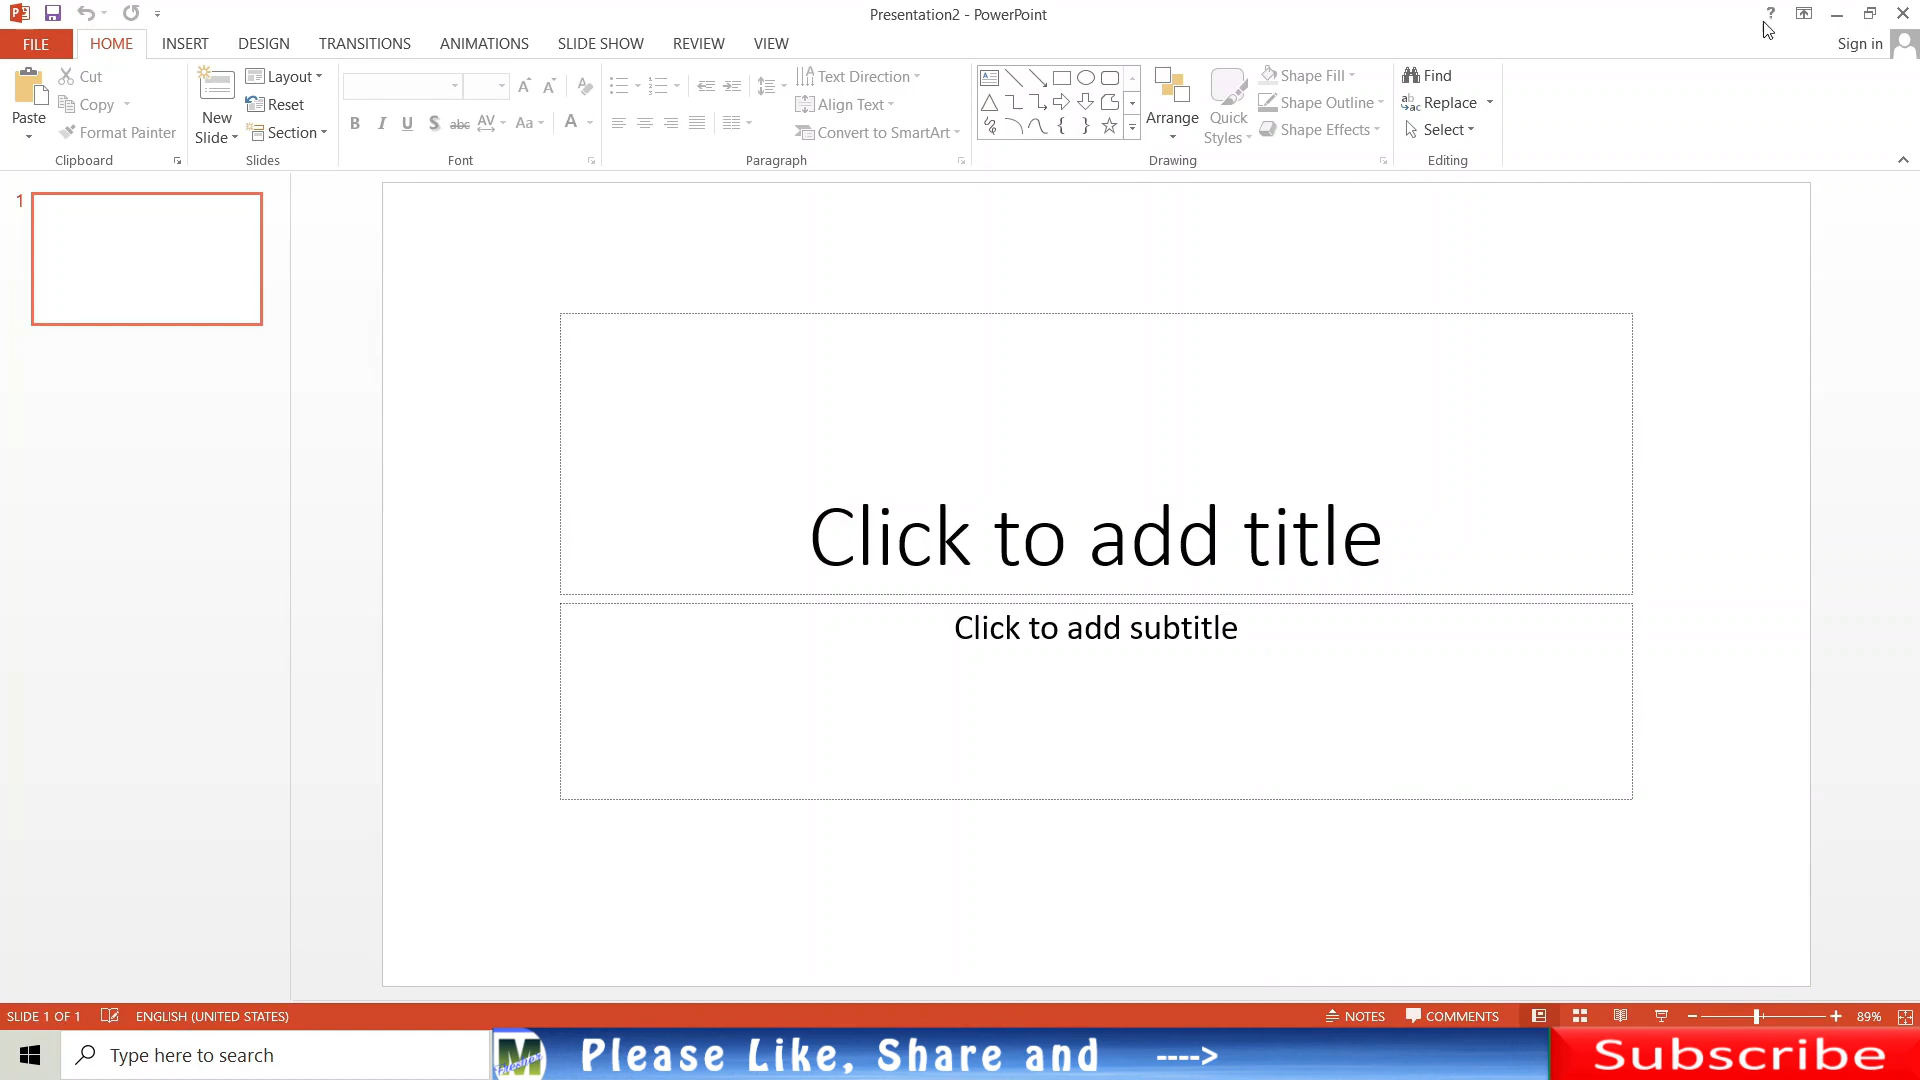 Presentation2 - PowerPoint
?
FILE HOME INSERT DESIGN TRANSITIONS ANIMATIONS SLIDE SHOW REVIEW VIEW Sign in
Paste
Cut
Copy
Format Painter
Clipboard
New
Slide
Layout
Reset
Section
Slides
B I U S abc AV Aa A
Font
Text Direction
Align Text
Convert to SmartArt
Paragraph
Arrange
Quick
Styles
Shape Fill
Shape Outline
Shape Effects
Drawing
Find
Replace
Select
Editing
1
Click to add title
Click to add subtitle
SLIDE 1 OF 1 ENGLISH (UNITED STATES) NOTES COMMENTS 89%
Type here to search
Please Like, Share and ---->
Subscribe